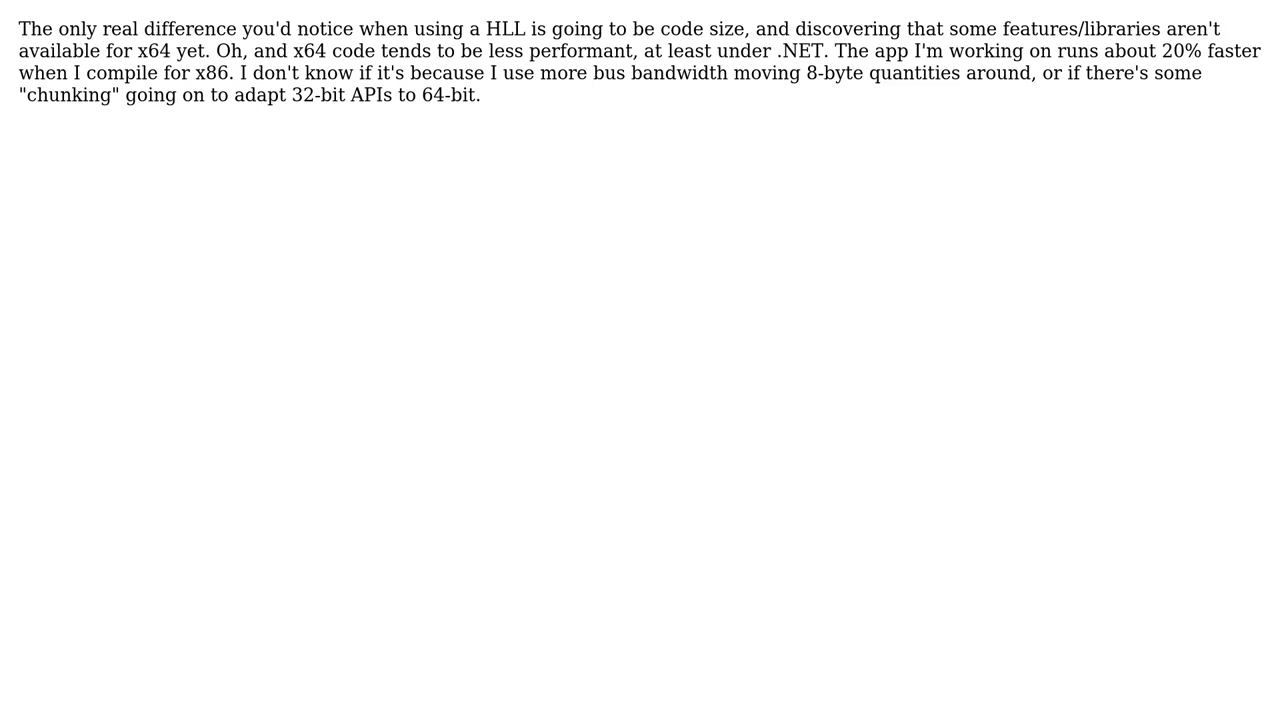 The only real difference you'd notice when using a HLL is going to be code size, and discovering that some features/libraries aren't
available for x64 yet. Oh, and x64 code tends to be less performant, at least under .NET. The app I'm working on runs about 20% faster
when I compile for x86. I don't know if it's because I use more bus bandwidth moving 8-byte quantities around, or if there's some
"chunking" going on to adapt 32-bit APIs to 64-bit.